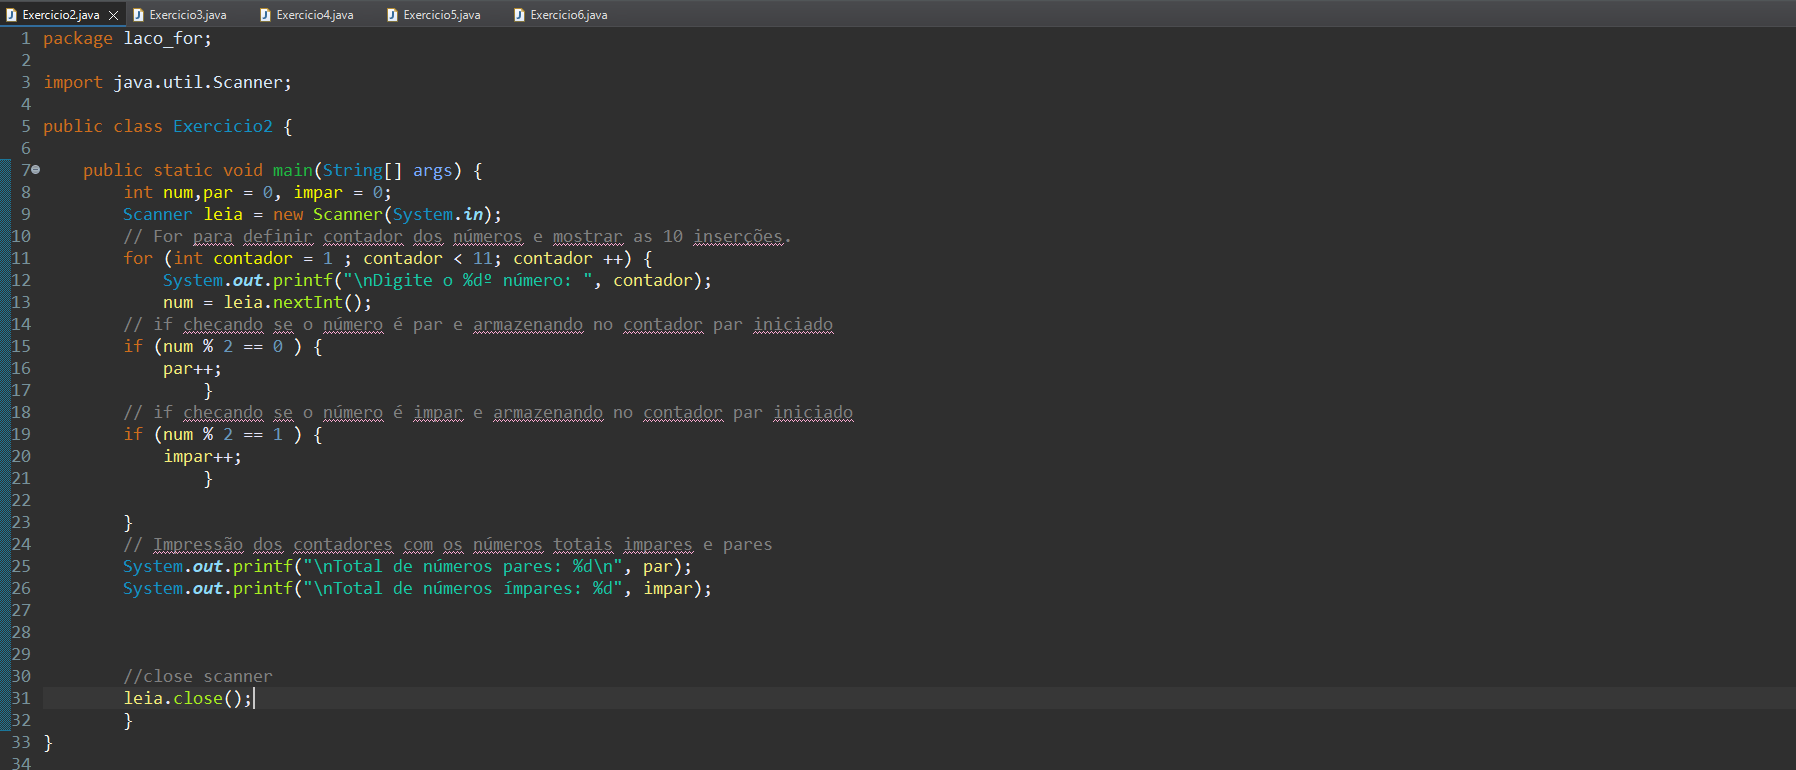 Exercicio2.java Exercicio3.java Exercicio4.java Exercicio5.java Exercicio6.java
1 package laco_for;
2
3 import java.util.Scanner;
4
5 public class Exercicio2 {
6
7 public static void main(String[] args) {
8 int num,par = 0, impar = 0;
9 Scanner leia = new Scanner(System.in);
10 // For para definir contador dos números e mostrar as 10 inserções.
11 for (int contador = 1 ; contador < 11; contador ++) {
12 System.out.printf("\nDigite o %dº número: ", contador);
13 num = leia.nextInt();
14 // if checando se o número é par e armazenando no contador par iniciado
15 if (num % 2 == 0 ) {
16 par++;
17 }
18 // if checando se o número é impar e armazenando no contador par iniciado
19 if (num % 2 == 1 ) {
20 impar++;
21 }
22
23 }
24 // Impressão dos contadores com os números totais impares e pares
25 System.out.printf("\nTotal de números pares: %d\n", par);
26 System.out.printf("\nTotal de números ímpares: %d", impar);
27
28
29
30 //close scanner
31 leia.close();
32 }
33 }
34